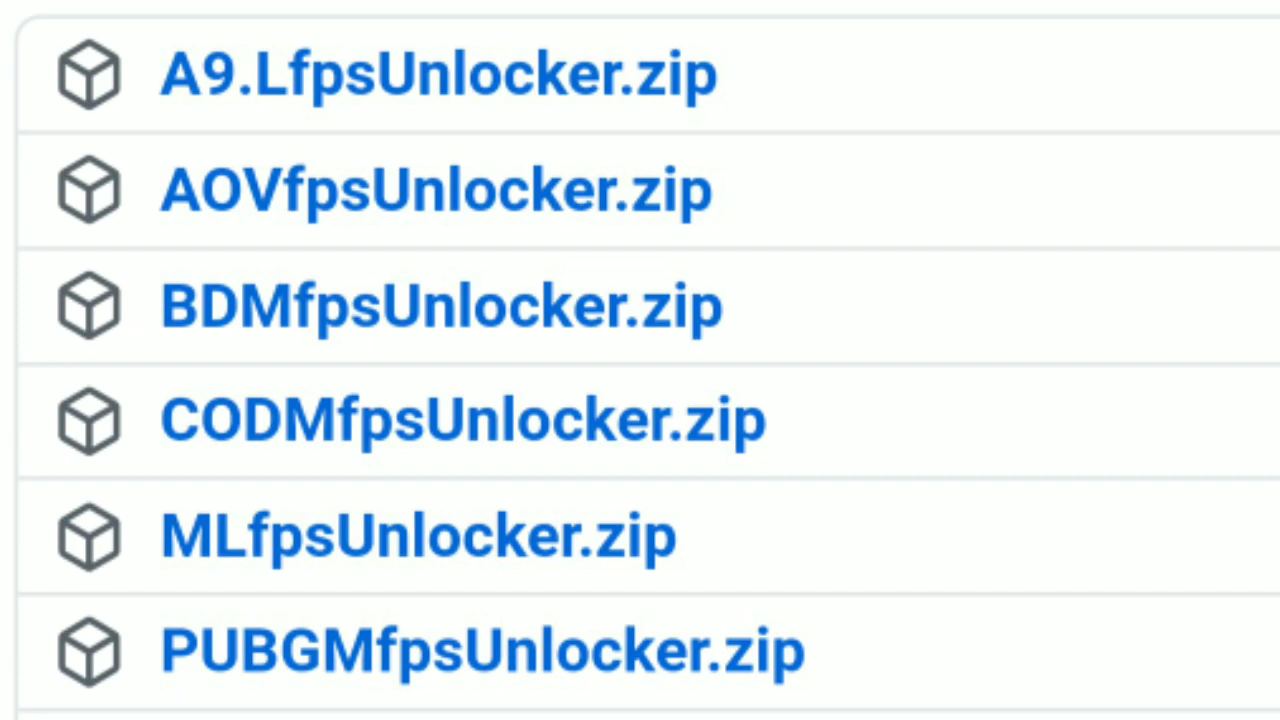 A9.LfpsUnlocker.zip
AOVfpsUnlocker.zip
BDMfpsUnlocker.zip
CODMfpsUnlocker.zip
MLfpsUnlocker.zip
PUBGMfpsUnlocker.zip